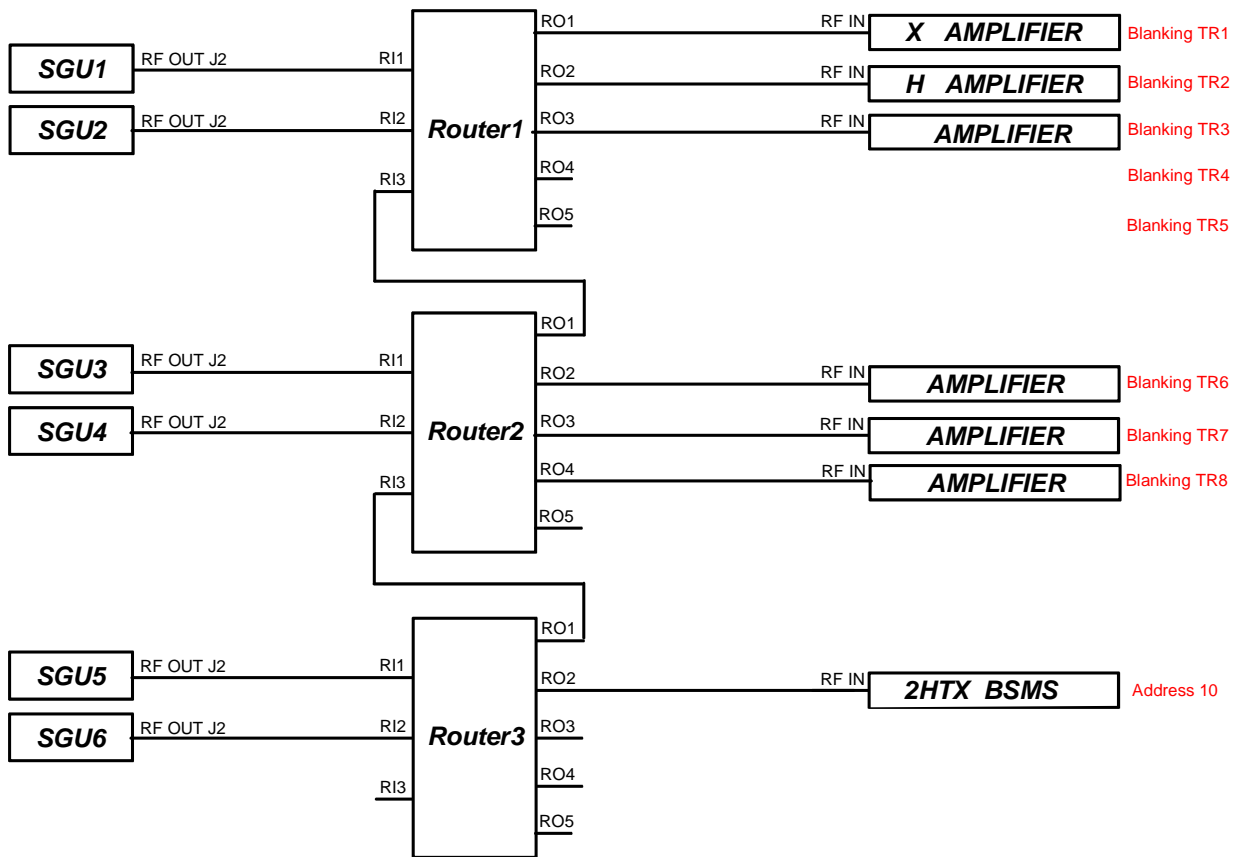 RO1 RF IN X AMPLIFIER Blanking TR1
SGU1 RF OUT J2 RI1 RO2 RF IN H AMPLIFIER Blanking TR2
SGU2 RF OUT J2 RI2 Router1 RO3 RF IN AMPLIFIER Blanking TR3
RI3 RO4 Blanking TR4
RO5 Blanking TR5
RO1
SGU3 RF OUT J2 RI1 RO2 RF IN AMPLIFIER Blanking TR6
SGU4 RF OUT J2 RI2 Router2 RO3 RF IN AMPLIFIER Blanking TR7
RI3 RO4 RF IN AMPLIFIER Blanking TR8
RO5
RO1
SGU5 RF OUT J2 RI1 RO2 RF IN 2HTX BSMS Address 10
SGU6 RF OUT J2 RI2 Router3 RO3
RI3 RO4
RO5